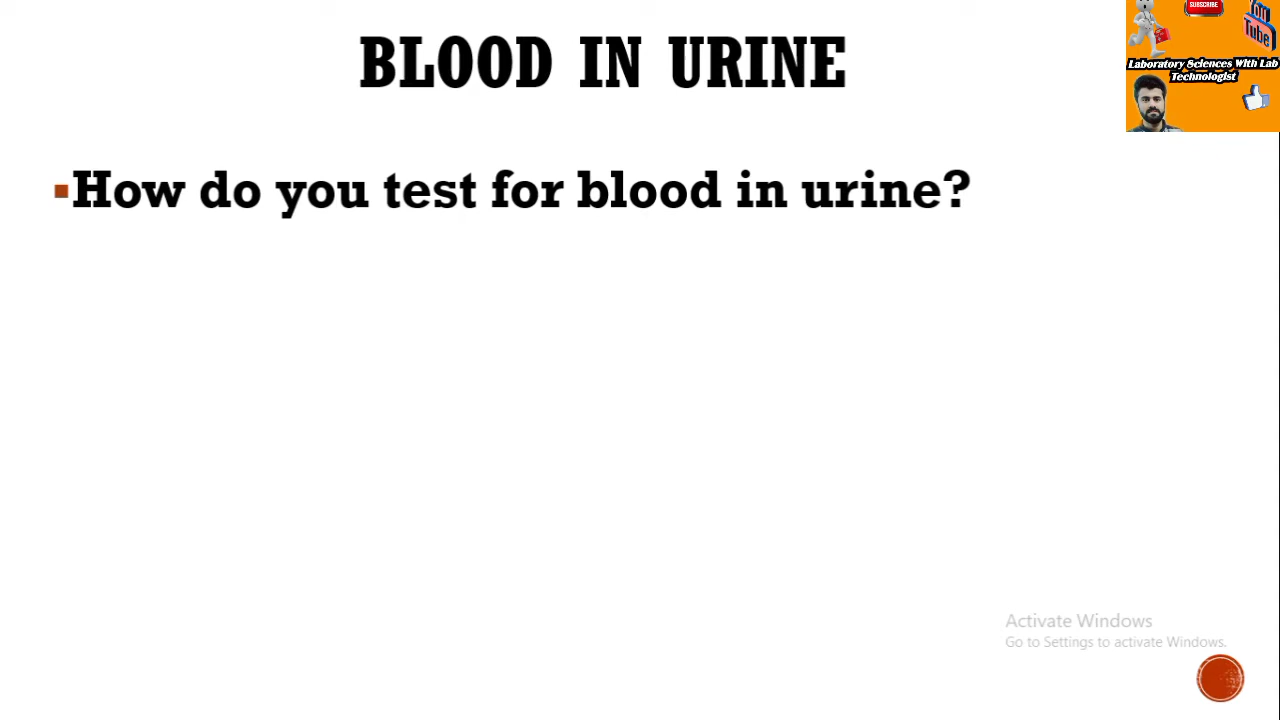 BLOOD IN URINE
SUBSCRIBE
You
Tube
Laboratory Sciences With Lab
Technologist
▪How do you test for blood in urine?
Activate Windows
Go to Settings to activate Windows.